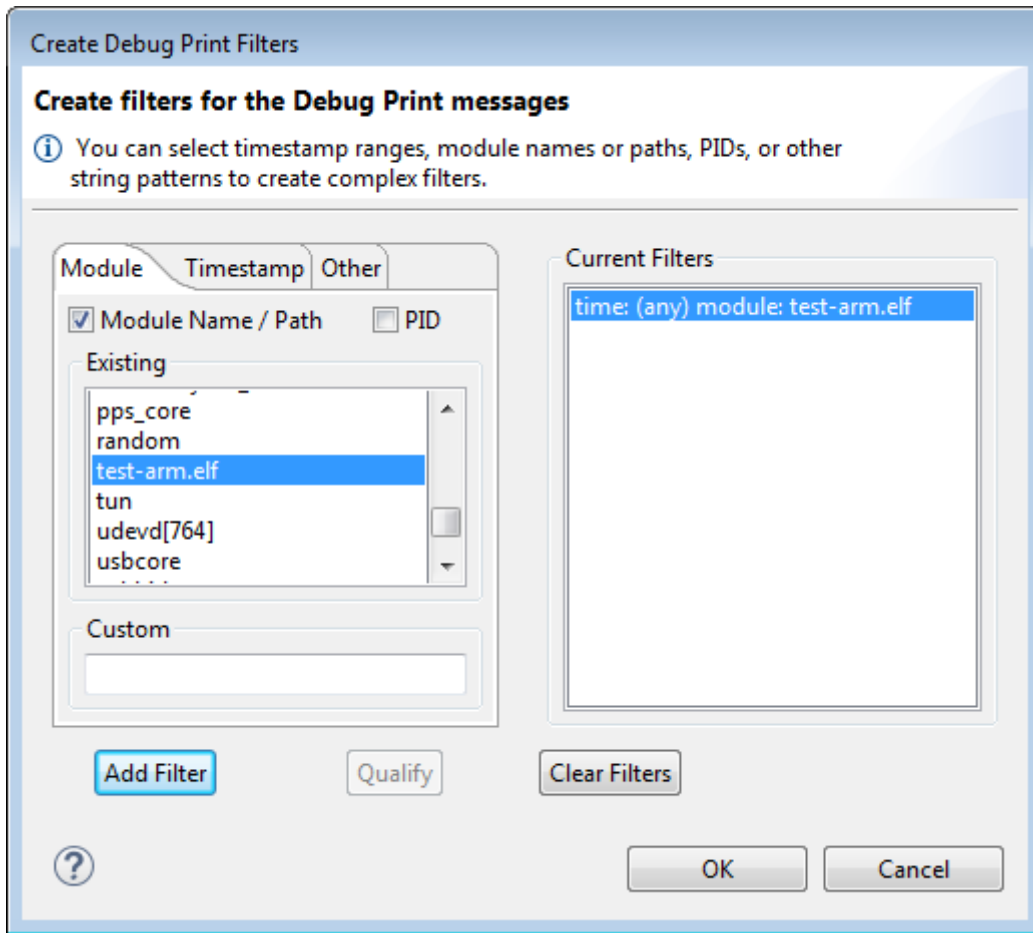 Create Debug Print Filters
Create filters for the Debug Print messages
You can select timestamp ranges, module names or paths, PIDs, or other
string patterns to create complex filters.
Module Timestamp Other
Module Name / Path PID
Existing
pps_core
random
test-arm.elf
tun
udevd[764]
usbcore
Custom
Current Filters
time: (any) module: test-arm.elf
Add Filter Qualify Clear Filters
OK Cancel